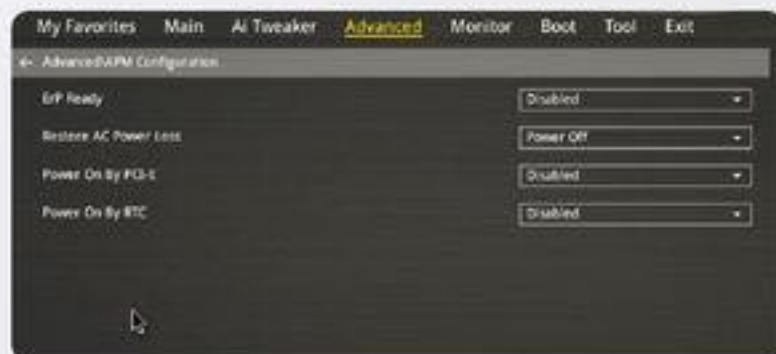 My Favorites Main Ai Tweaker Advanced Monitor Boot Tool Exit
← Advanced\APM Configuration
ErP Ready Disabled
Restore AC Power Loss Power Off
Power On By PCI-E Disabled
Power On By RTC Disabled